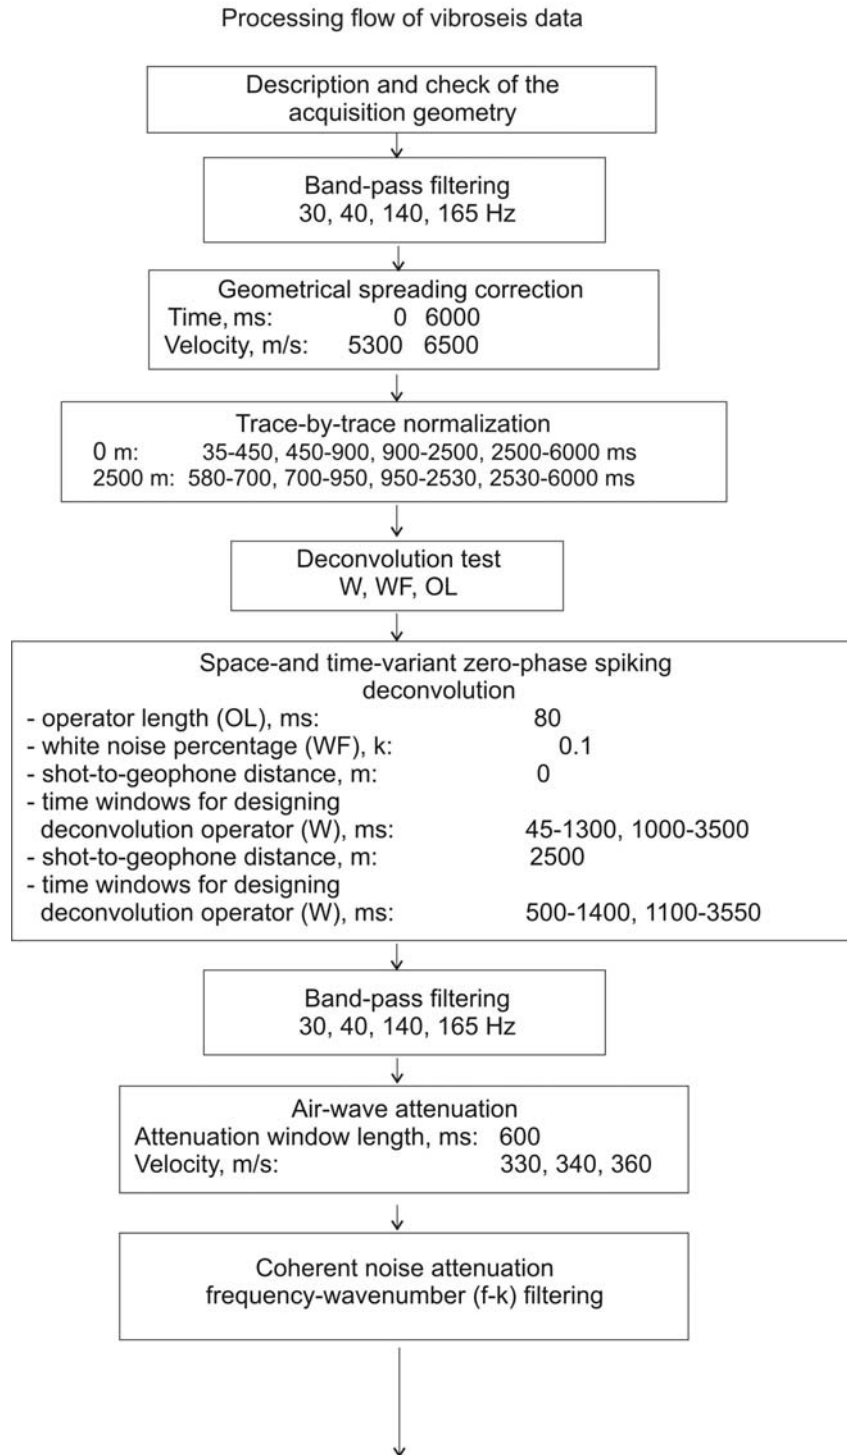 Processing flow of vibroseis data
Description and check of the
acquisition geometry
Band-pass filtering
30, 40, 140, 165 Hz
Geometrical spreading correction
Time, ms: 0 6000
Velocity, m/s: 5300 6500
Trace-by-trace normalization
0 m: 35-450, 450-900, 900-2500, 2500-6000 ms
2500 m: 580-700, 700-950, 950-2530, 2530-6000 ms
Deconvolution test
W, WF, OL
Space-and time-variant zero-phase spiking
deconvolution
- operator length (OL), ms: 80
- white noise percentage (WF), k: 0.1
- shot-to-geophone distance, m: 0
- time windows for designing
deconvolution operator (W), ms: 45-1300, 1000-3500
- shot-to-geophone distance, m: 2500
- time windows for designing
deconvolution operator (W), ms: 500-1400, 1100-3550
Band-pass filtering
30, 40, 140, 165 Hz
Air-wave attenuation
Attenuation window length, ms: 600
Velocity, m/s: 330, 340, 360
Coherent noise attenuation
frequency-wavenumber (f-k) filtering